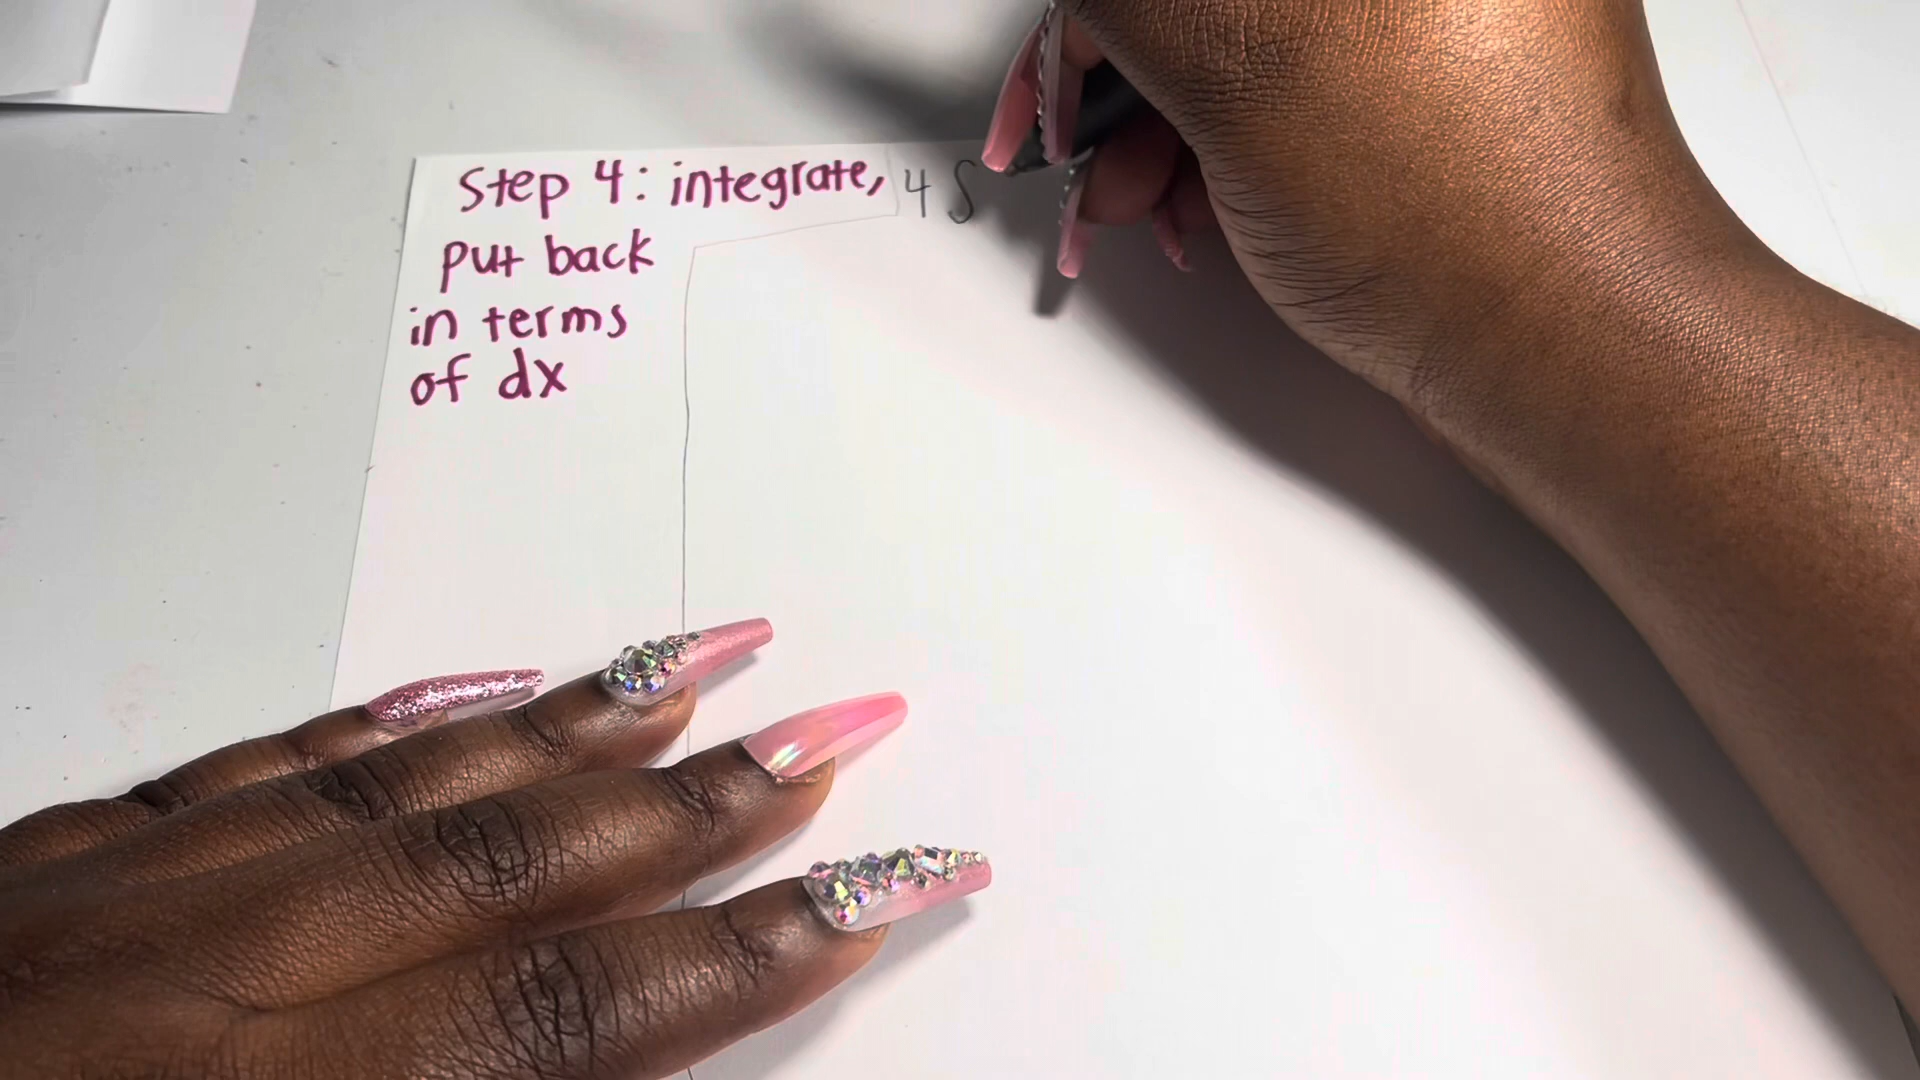 Step 4: integrate, 4 ∫
put back
in terms
of dx